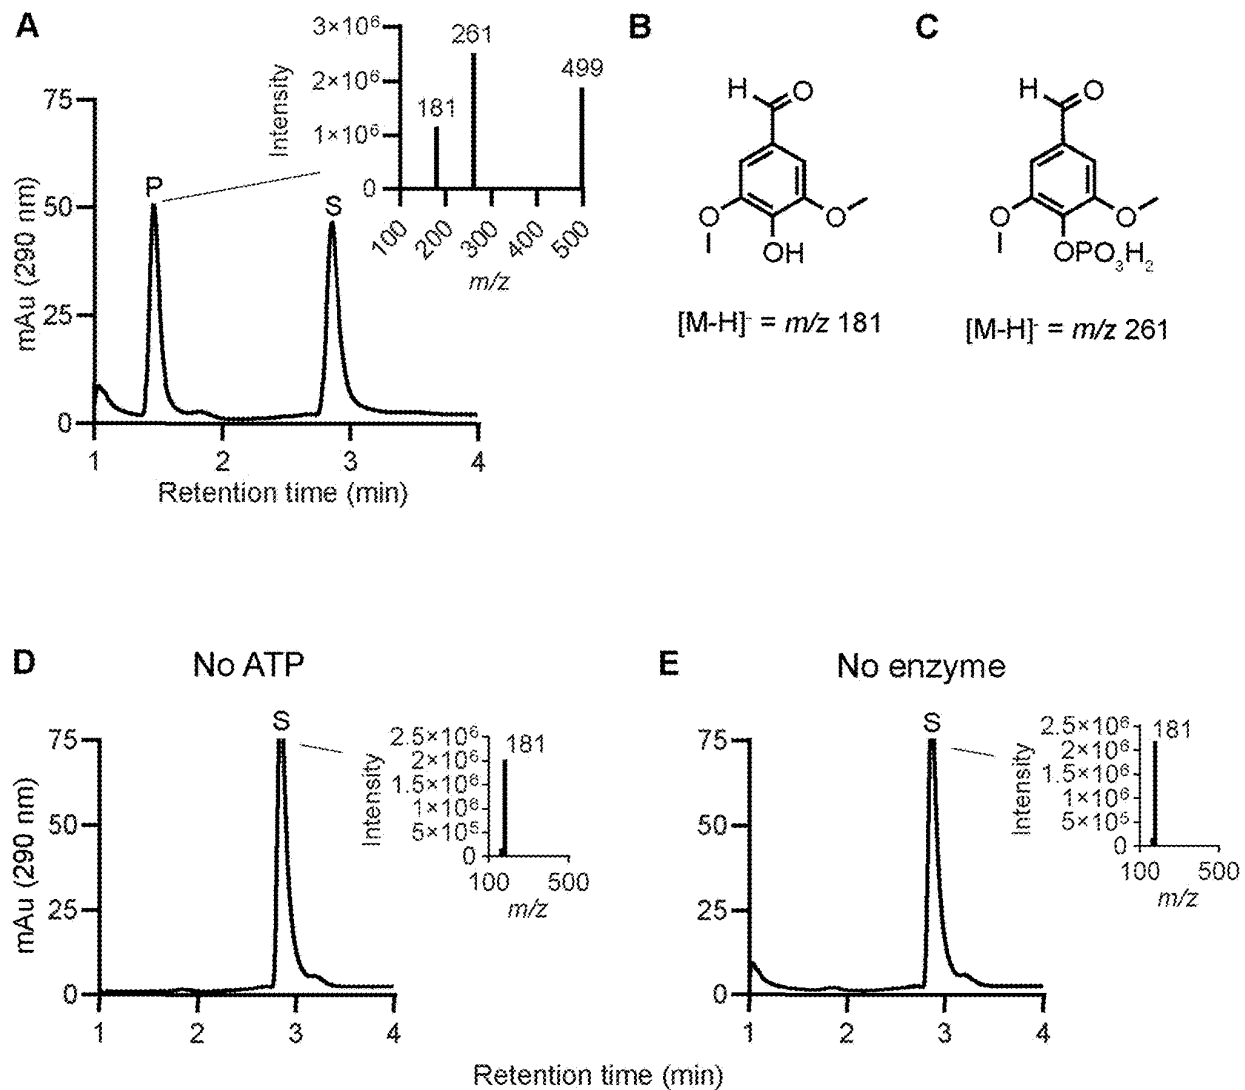 A
3×10⁶
2×10⁶
1×10⁶
0
Intensity
181
261
499
100
200
300
400
500
m/z
75
50
25
0
mAu (290 nm)
P
S
1
2
3
4
Retention time (min)
B
H
O
O
O
OH
[M-H]⁻ = m/z 181
C
H
O
O
O
OPO₃H₂
[M-H]⁻ = m/z 261
D
No ATP
75
50
25
0
mAu (290 nm)
S
1
2
3
4
2.5×10⁶
2×10⁶
1.5×10⁶
1×10⁶
5×10⁵
0
Intensity
181
100
500
m/z
E
No enzyme
75
50
25
0
S
1
2
3
4
2.5×10⁶
2×10⁶
1.5×10⁶
1×10⁶
5×10⁵
0
Intensity
181
100
500
m/z
Retention time (min)